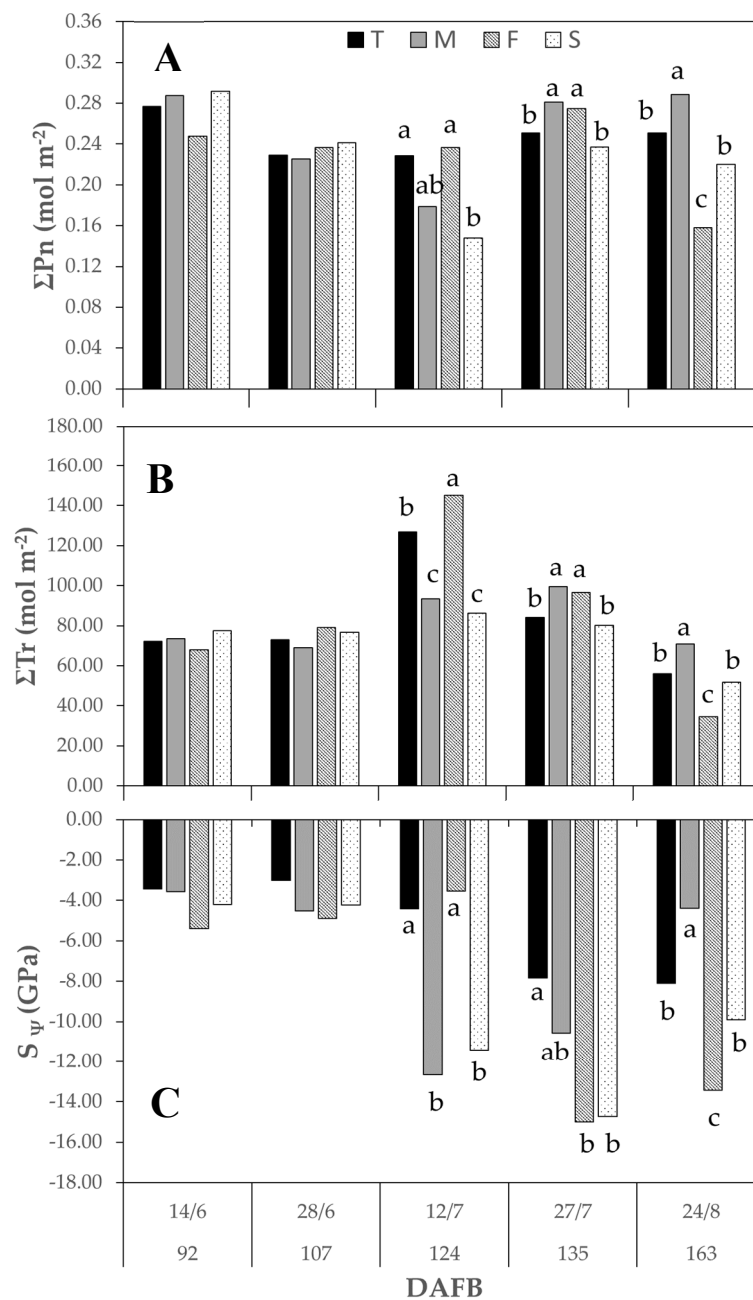 0.36
0.32
0.28
0.24
0.20
0.16
0.12
0.08
0.04
0.00
ΣPn (mol m⁻²)
A
T M F S
a ab a b
b a a b
b a c b
180.00
160.00
140.00
120.00
100.00
80.00
60.00
40.00
20.00
0.00
ΣTr (mol m⁻²)
B
b c a c
b a a b
b a c b
0.00
-2.00
-4.00
-6.00
-8.00
-10.00
-12.00
-14.00
-16.00
-18.00
S Ψ (GPa)
C
a b a b
a ab b b
b a c b
14/6 28/6 12/7 27/7 24/8
92 107 124 135 163
DAFB